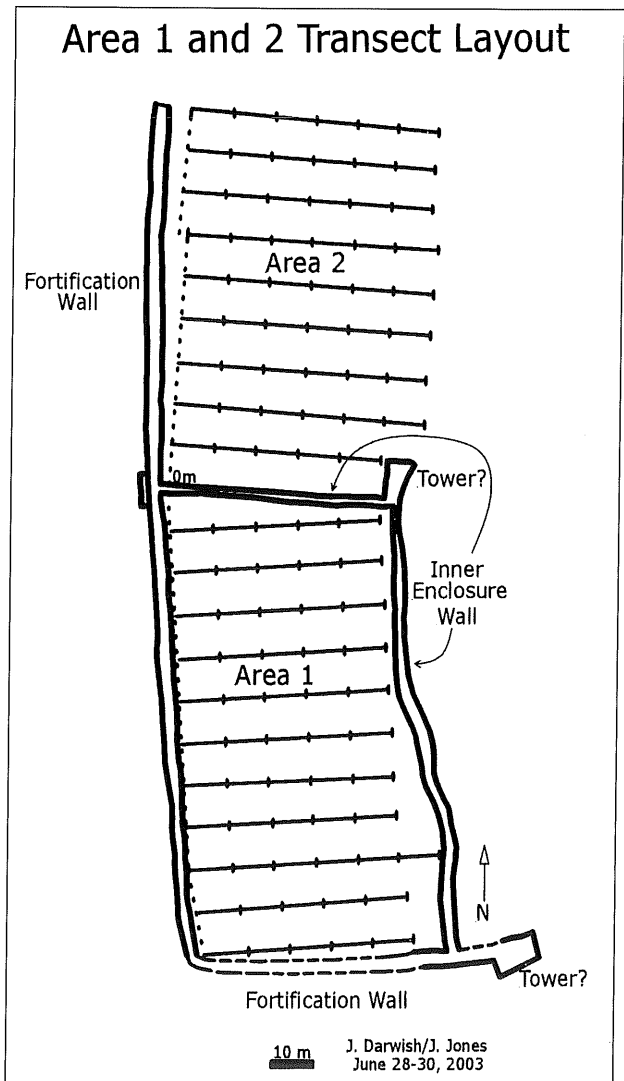 Area 1 and 2 Transect Layout
Area 2
Fortification
Wall
0m
Tower?
Inner
Enclosure
Wall
Area 1
N
Tower?
Fortification Wall
10 m
J. Darwish/J. Jones
June 28-30, 2003